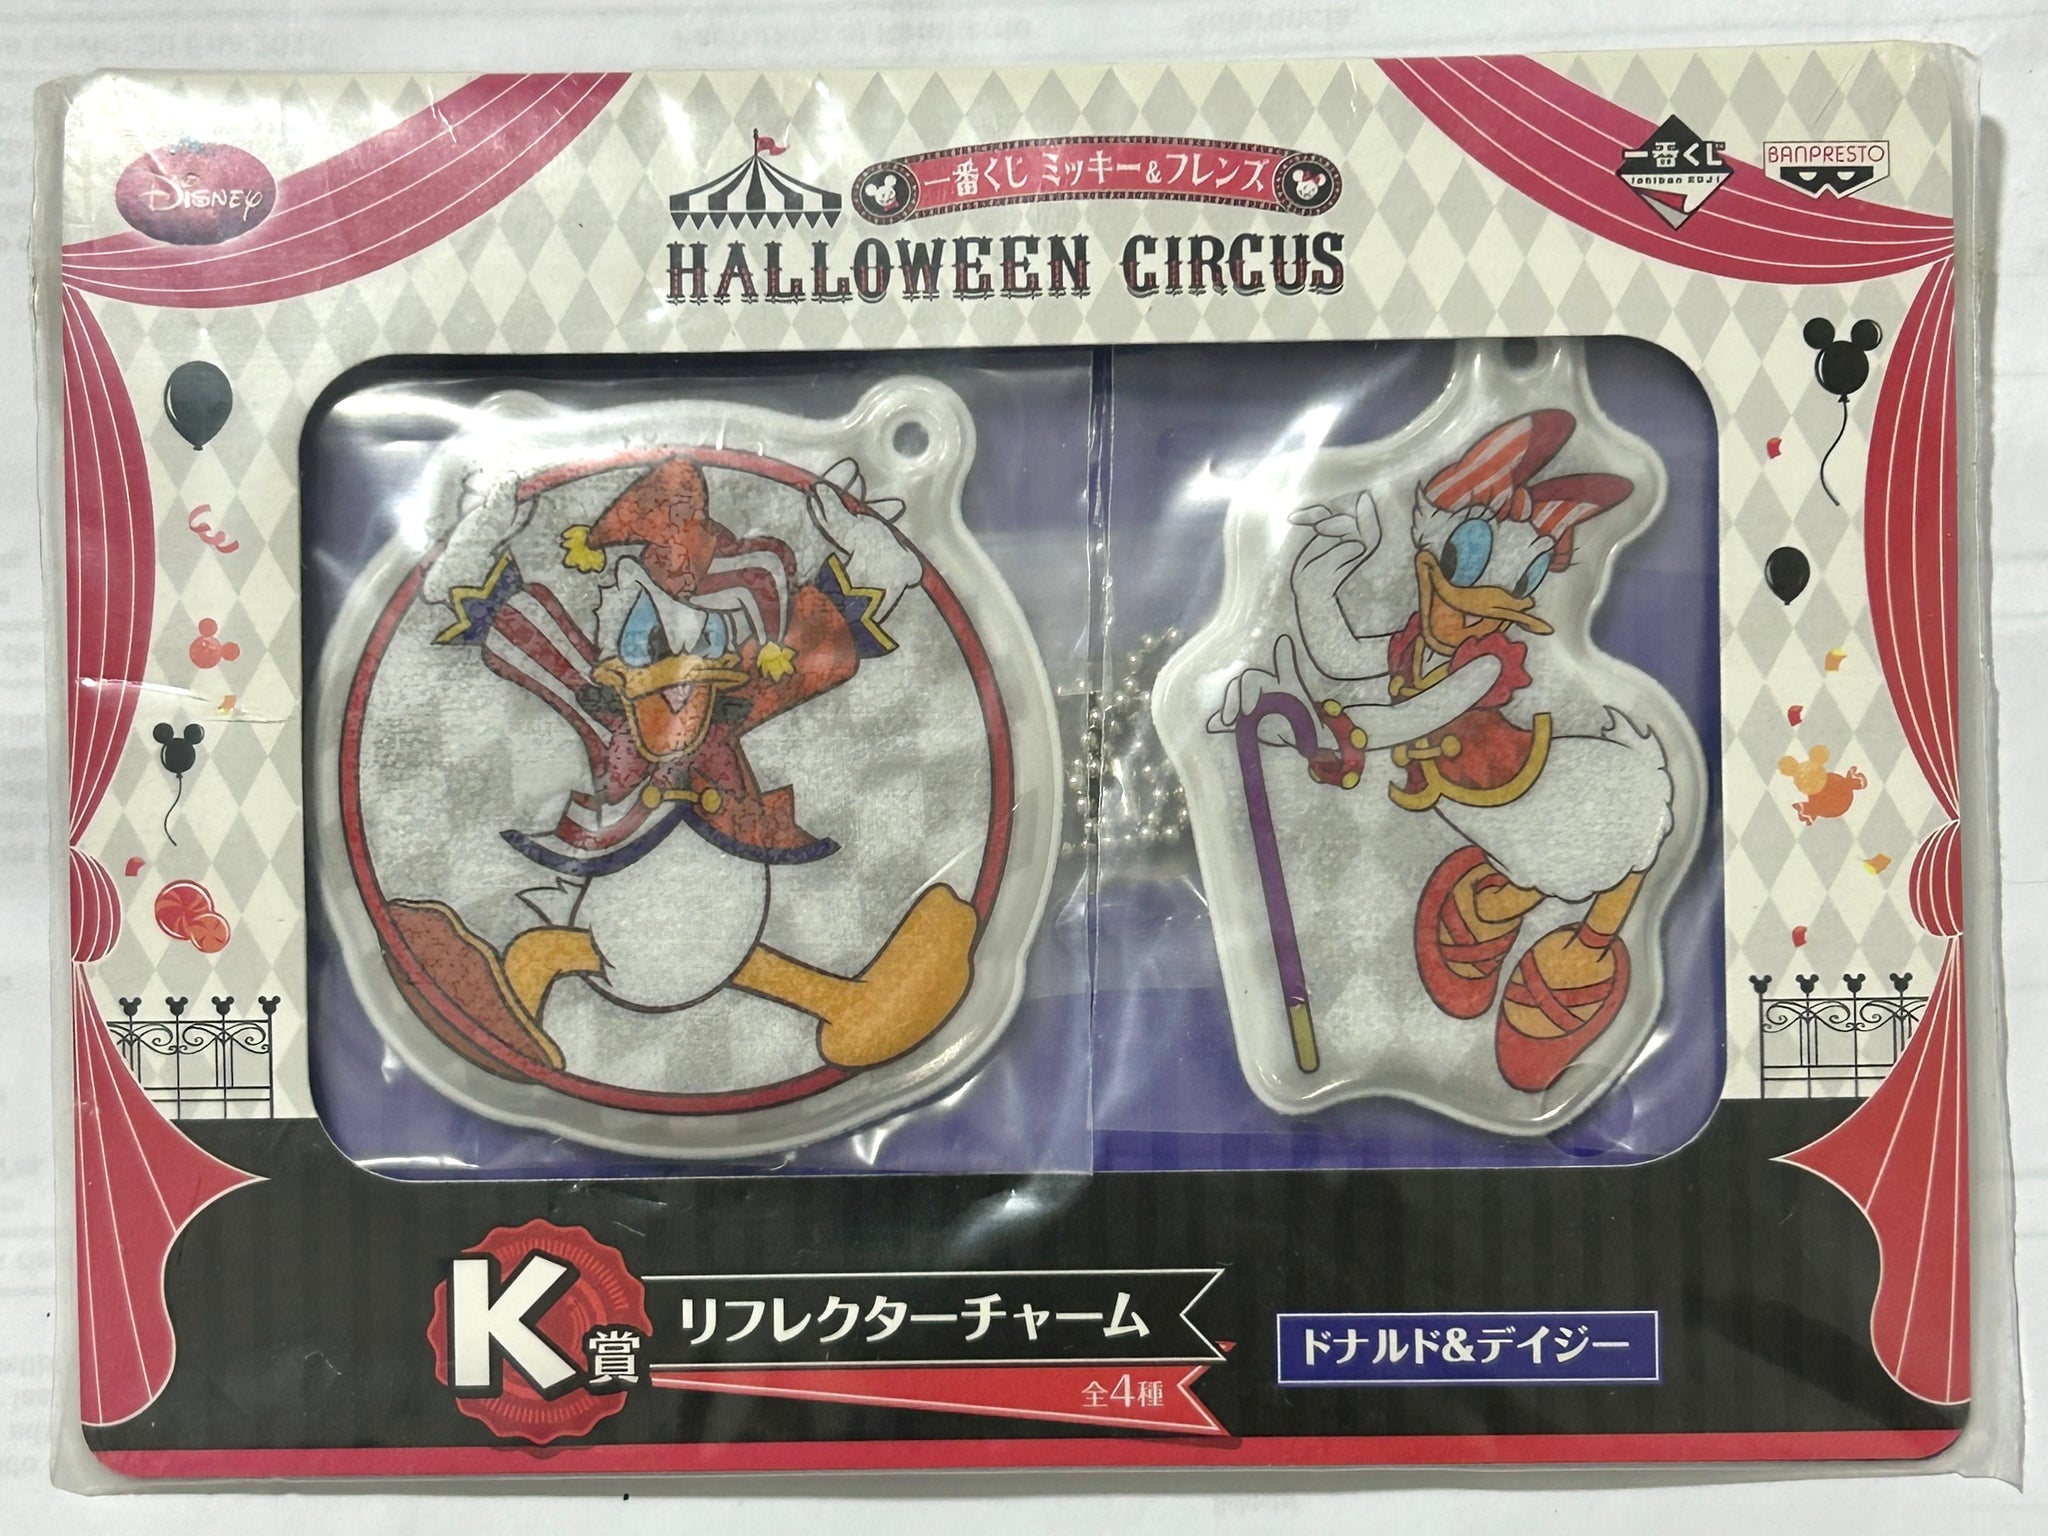 Disney
一番くじ ミッキー&フレンズ
HALLOWEEN CIRCUS
一番くじ
Ichiban KUJI
BANPRESTO
K賞
リフレクターチャーム
全4種
ドナルド&デイジー